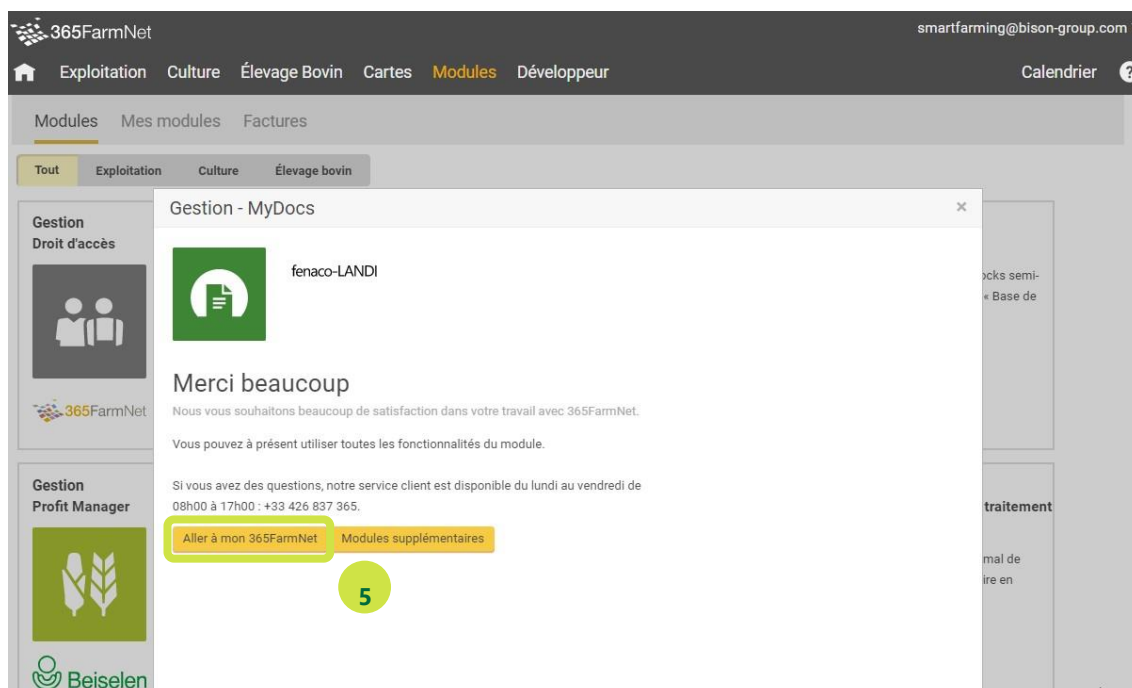 365FarmNet
smartfarming@bison-group.com
Exploitation Culture Élevage Bovin Cartes Modules Développeur Calendrier ?
Modules Mes modules Factures
Tout Exploitation Culture Élevage bovin
Gestion
Droit d'accès
365FarmNet
Gestion
Profit Manager
Beiselen
Gestion - MyDocs ×
fenaco-LANDI
Merci beaucoup
Nous vous souhaitons beaucoup de satisfaction dans votre travail avec 365FarmNet.
Vous pouvez à présent utiliser toutes les fonctionnalités du module.
Si vous avez des questions, notre service client est disponible du lundi au vendredi de
08h00 à 17h00 : +33 426 837 365.
Aller à mon 365FarmNet Modules supplémentaires
5
semi-
« Base de
traitement
de
en